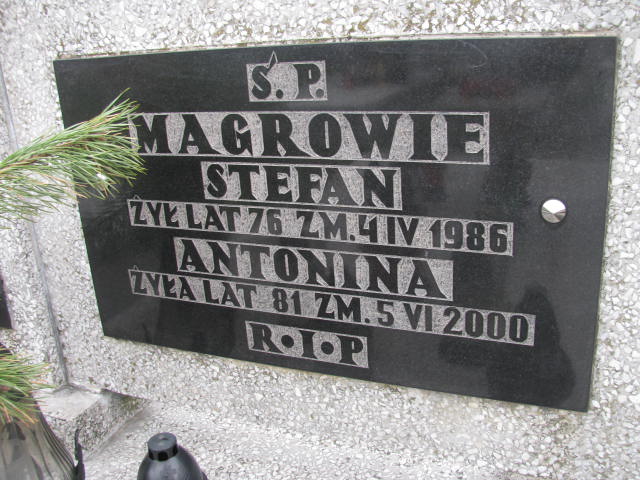 Ś.P.
MAGROWIE
STEFAN
ŻYŁ LAT 76 ZM. 4 IV 1986
ANTONINA
ŻYŁA LAT 81 ZM. 5 VI 2000
R•I•P